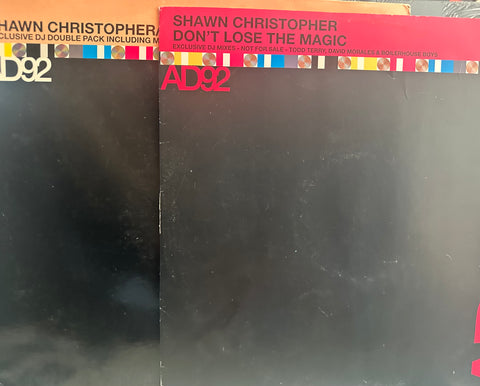 SHAWN CHRISTOPHER
CLUSIVE DJ DOUBLE PACK INCLUDING M
AD92
SHAWN CHRISTOPHER
DON'T LOSE THE MAGIC
EXCLUSIVE DJ MIXES - NOT FOR SALE - TODD TERRY, DAVID MORALES & BOILERHOUSE BOYS
AD92